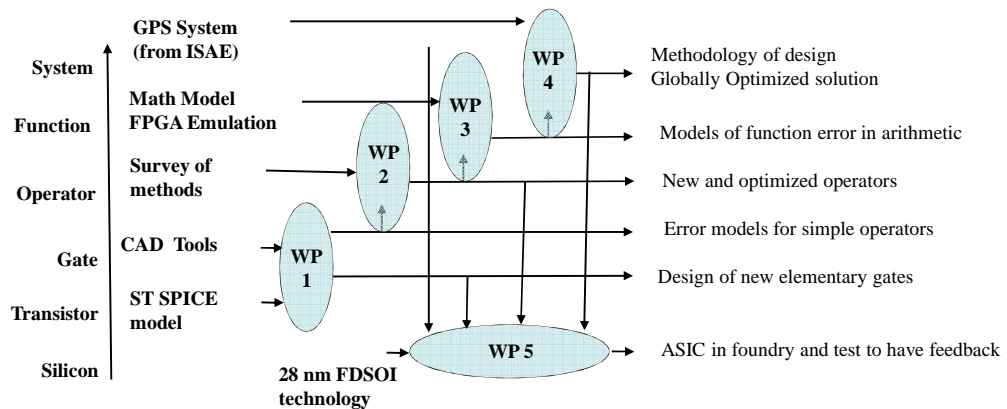 System
Function
Operator
Gate
Transistor
Silicon
GPS System
(from ISAE)
Math Model
FPGA Emulation
Survey of
methods
CAD Tools
ST SPICE
model
28 nm FDSOI
technology
WP
1
WP
2
WP
3
WP
4
WP 5
Methodology of design
Globally Optimized solution
Models of function error in arithmetic
New and optimized operators
Error models for simple operators
Design of new elementary gates
ASIC in foundry and test to have feedback